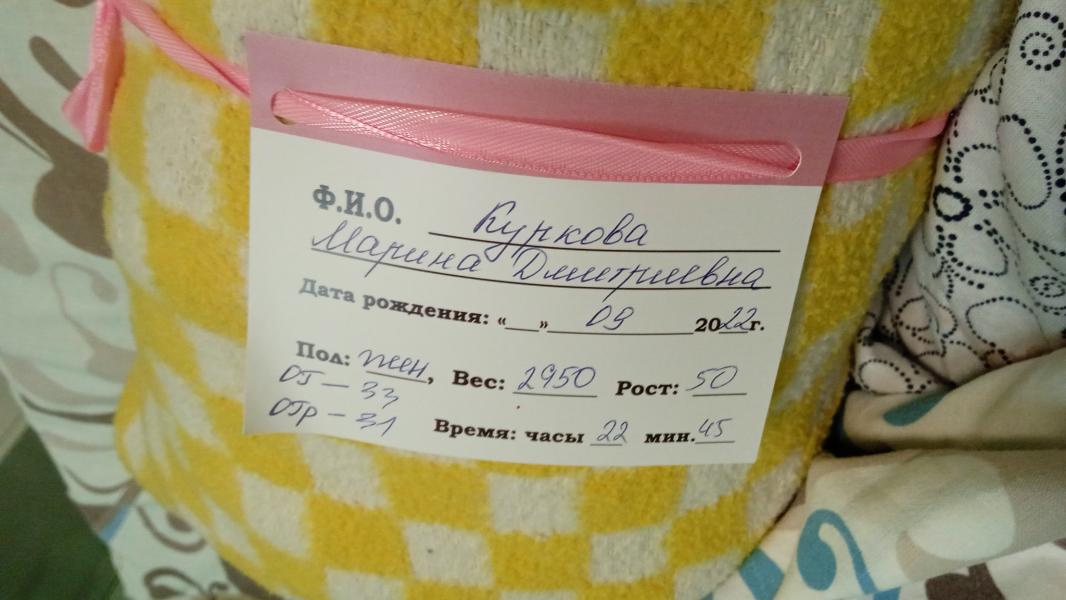 Ф.И.О. Куркова
Марина Дмитриевна
Дата рождения: «__» 09 2022г.
Пол: жен, Вес: 2950 Рост: 50
ОГ – 33
ОГр – 31
Время: часы 22 мин. 45